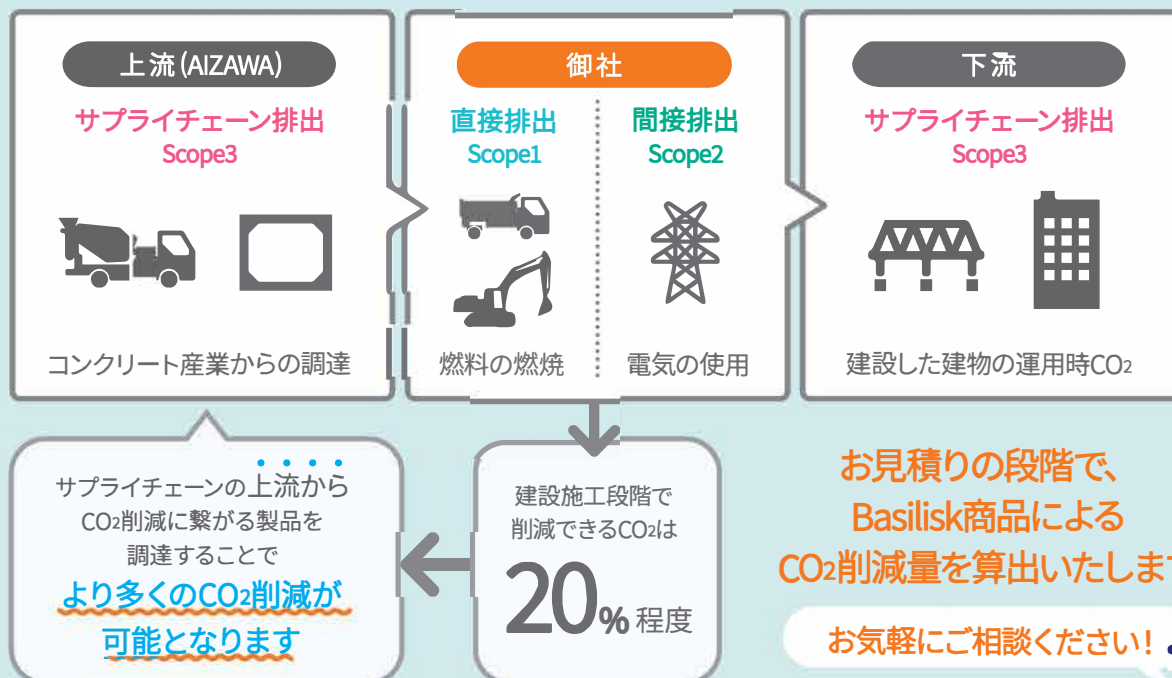 上流(AIZAWA)
サプライチェーン排出
Scope3
コンクリート産業からの調達
御社
直接排出
Scope1
燃料の燃焼
間接排出
Scope2
電気の使用
下流
サプライチェーン排出
Scope3
建設した建物の運用時CO2
サプライチェーンの上流から
CO2削減に繋がる製品を
調達することで
より多くのCO2削減が
可能となります
建設施工段階で
削減できるCO2は
20%程度
お見積りの段階で、
Basilisk商品による
CO2削減量を算出いたします
お気軽にご相談ください！